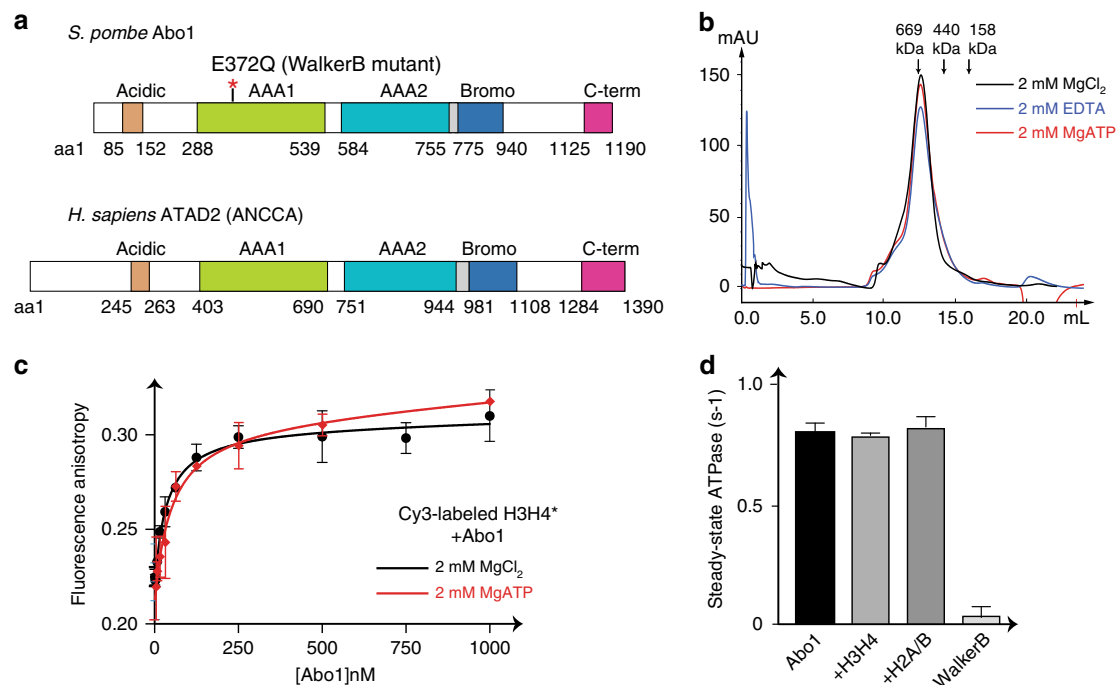 a
S. pombe Abo1
E372Q (WalkerB mutant)
*
Acidic AAA1 AAA2 Bromo C-term
aa1 85 152 288 539 584 755 775 940 1125 1190
H. sapiens ATAD2 (ANCCA)
Acidic AAA1 AAA2 Bromo C-term
aa1 245 263 403 690 751 944 981 1108 1284 1390
b
mAU
669 kDa 440 kDa 158 kDa
2 mM MgCl₂
2 mM EDTA
2 mM MgATP
150
100
50
0
0.0 5.0 10.0 15.0 20.0 mL
c
Fluorescence anisotropy
0.30
0.25
0.20
Cy3-labeled H3H4*
+Abo1
2 mM MgCl₂
2 mM MgATP
0 250 500 750 1000
[Abo1]nM
d
Steady-state ATPase (s-1)
1.0
0.5
0
Abo1 +H3H4 +H2A/B WalkerB